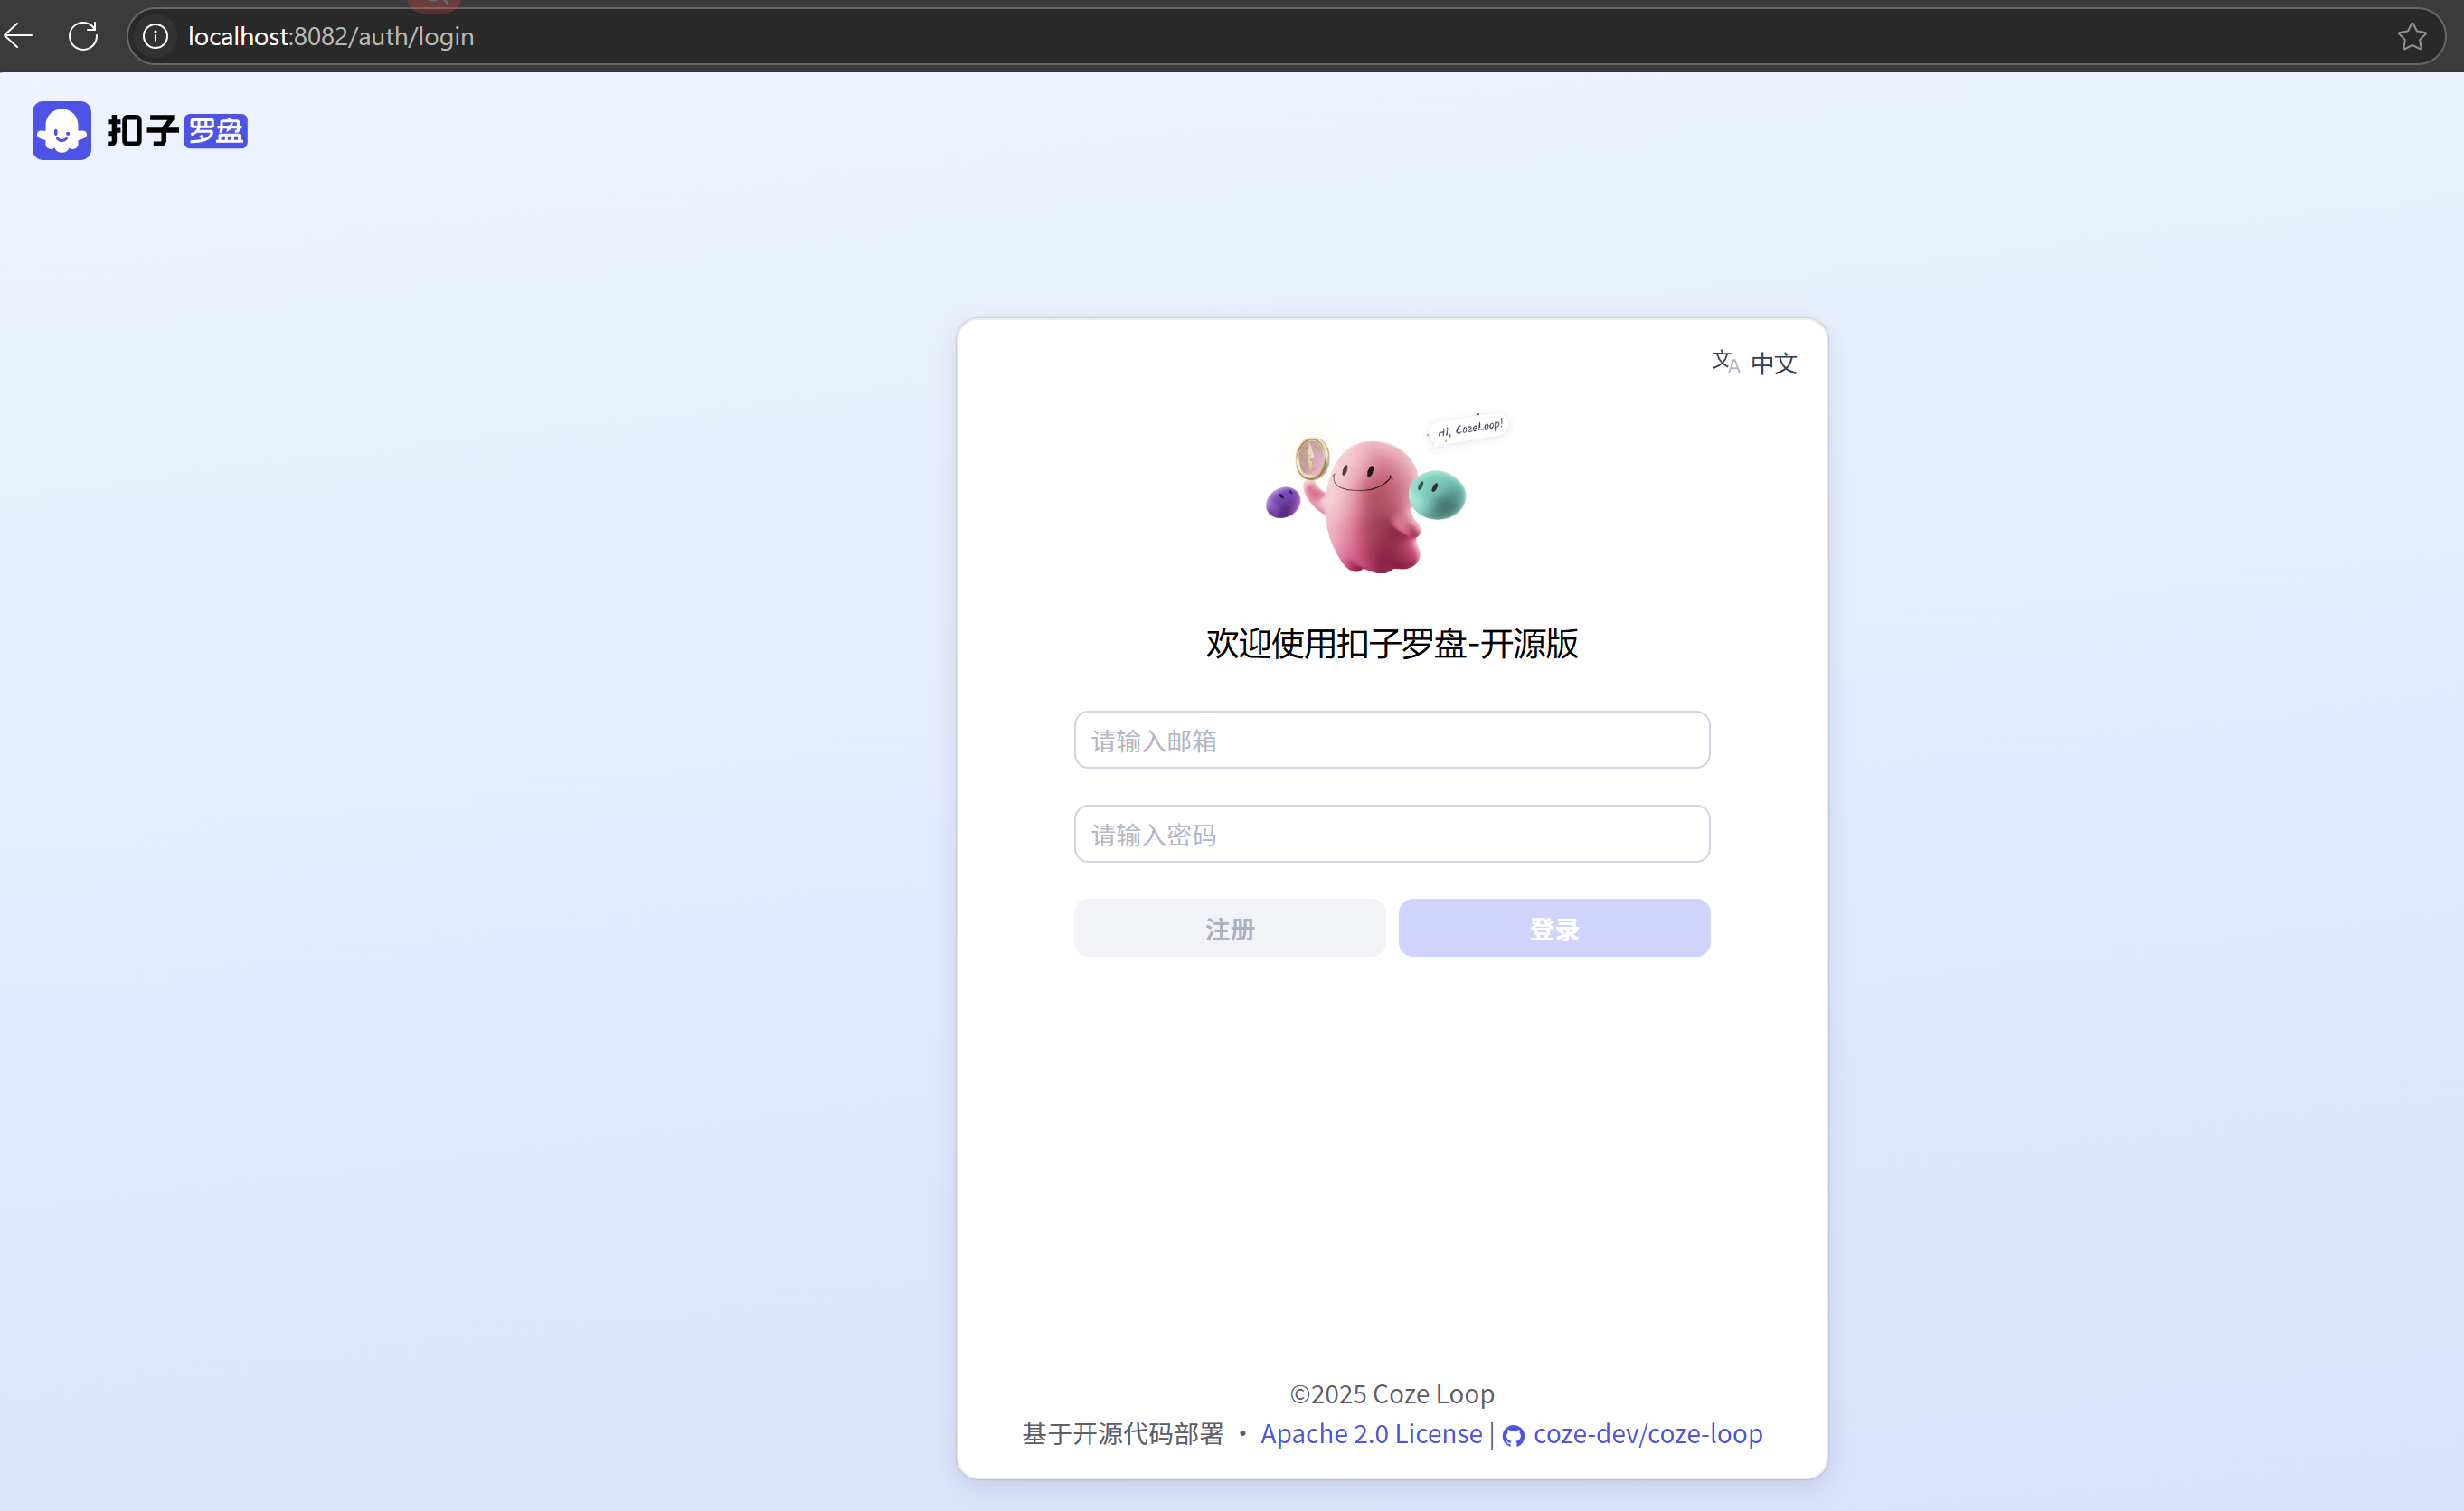 localhost:8082/auth/login
扣子罗盘
文A 中文
Hi, CozeLoop!
欢迎使用扣子罗盘-开源版
请输入邮箱
请输入密码
注册 登录
©2025 Coze Loop
基于开源代码部署 · Apache 2.0 License | coze-dev/coze-loop